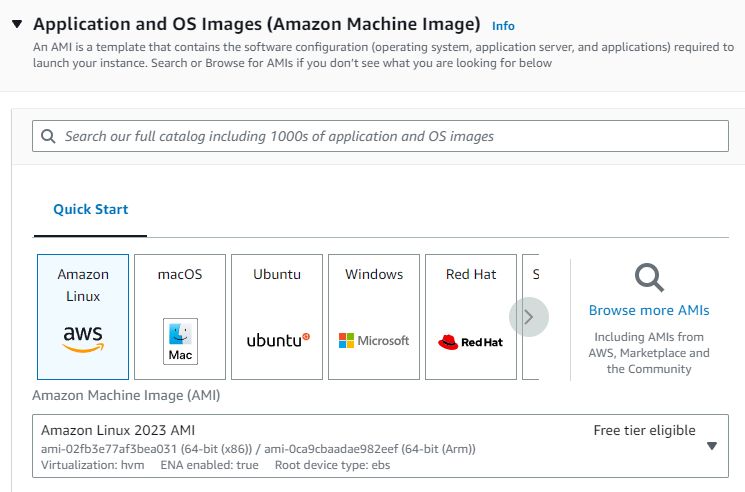 Application and OS Images (Amazon Machine Image) Info
An AMI is a template that contains the software configuration (operating system, application server, and applications) required to
launch your instance. Search or Browse for AMIs if you don't see what you are looking for below
Search our full catalog including 1000s of application and OS images
Quick Start
Amazon
Linux
aws
macOS
Mac
Ubuntu
ubuntu
Windows
Microsoft
Red Hat
Red Hat
S
Browse more AMIs
Including AMIs from
AWS, Marketplace and
the Community
Amazon Machine Image (AMI)
Amazon Linux 2023 AMI
Free tier eligible
ami-02fb3e77af3bea031 (64-bit (x86)) / ami-0ca9cbaadae982eef (64-bit (Arm))
Virtualization: hvm ENA enabled: true Root device type: ebs